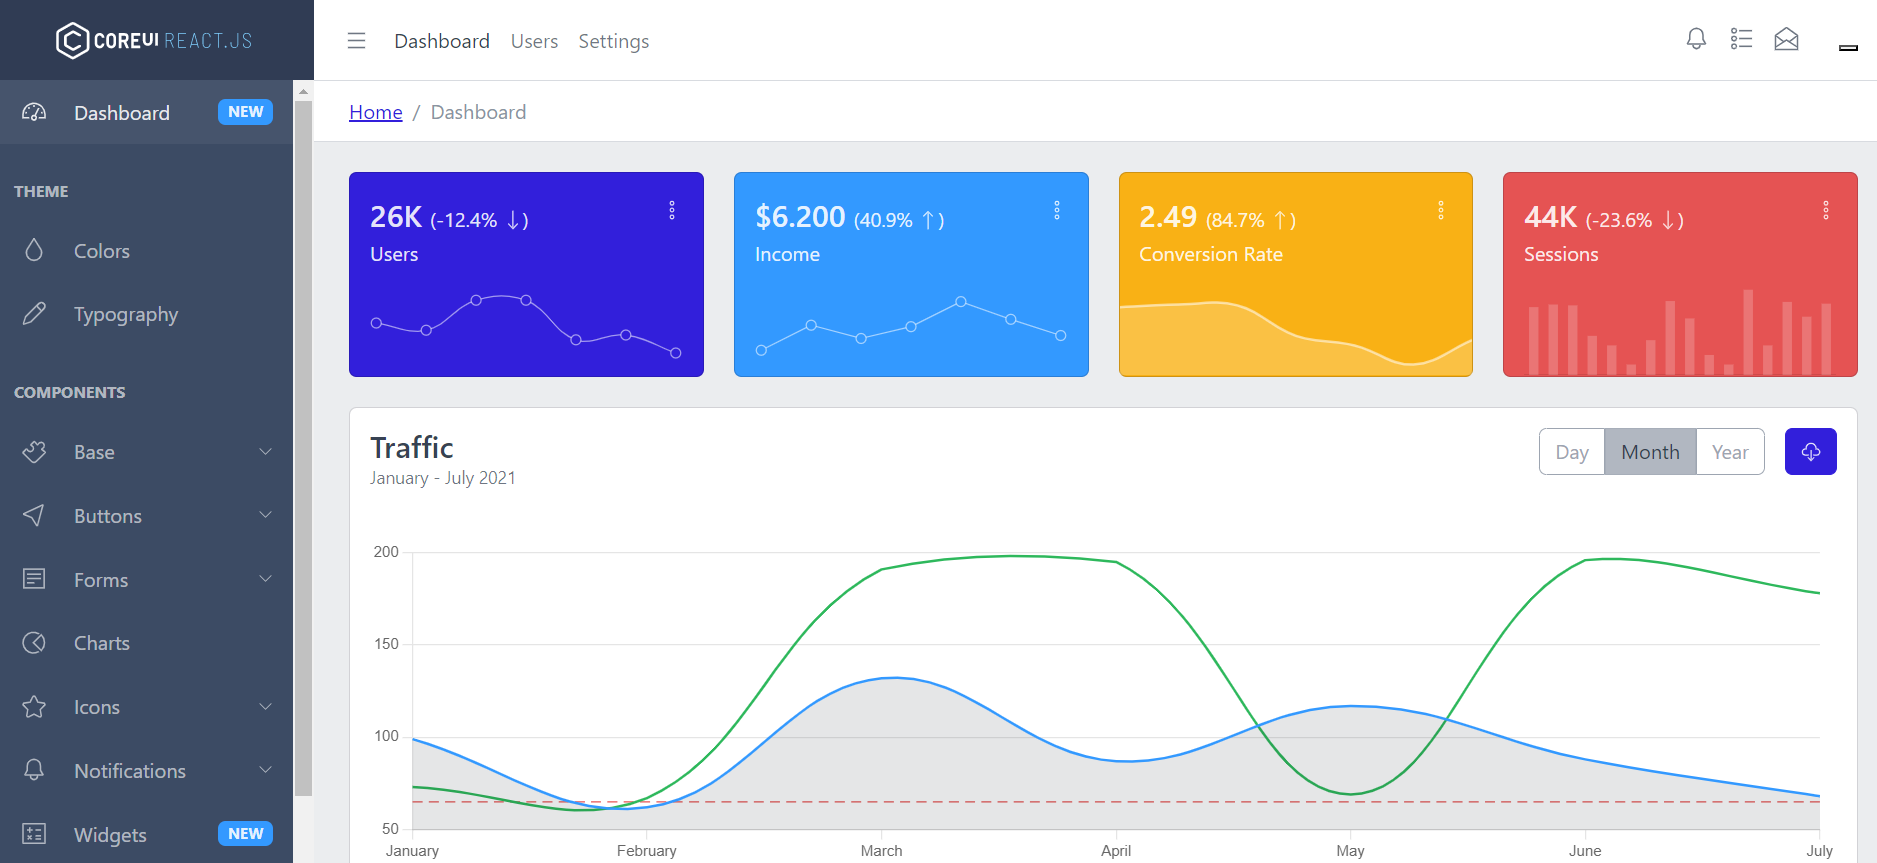 COREUI REACT.JS
Dashboard Users Settings
Home / Dashboard
Dashboard NEW
THEME
Colors
Typography
COMPONENTS
Base
Buttons
Forms
Charts
Icons
Notifications
Widgets NEW
26K (-12.4% ↓)
Users
$6.200 (40.9% ↑)
Income
2.49 (84.7% ↑)
Conversion Rate
44K (-23.6% ↓)
Sessions
Traffic
January - July 2021
Day Month Year
200
150
100
50
January February March April May June July